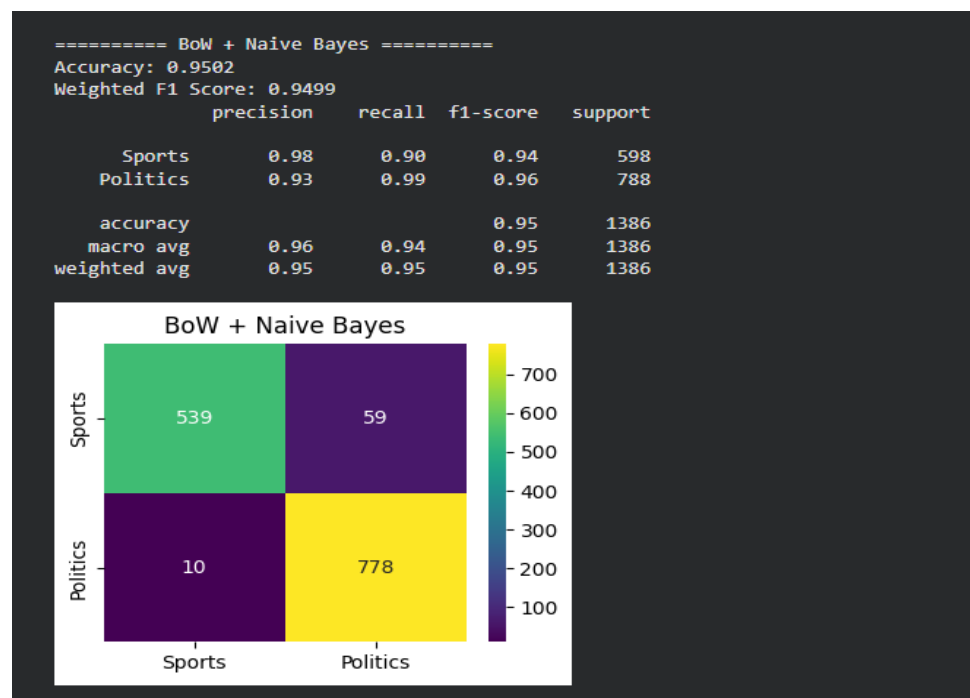 ========== BoW + Naive Bayes ==========
Accuracy: 0.9502
Weighted F1 Score: 0.9499
precision recall f1-score support
Sports 0.98 0.90 0.94 598
Politics 0.93 0.99 0.96 788
accuracy 0.95 1386
macro avg 0.96 0.94 0.95 1386
weighted avg 0.95 0.95 0.95 1386
BoW + Naive Bayes
Sports
539 59
Politics
10 778
Sports Politics
700
600
500
400
300
200
100